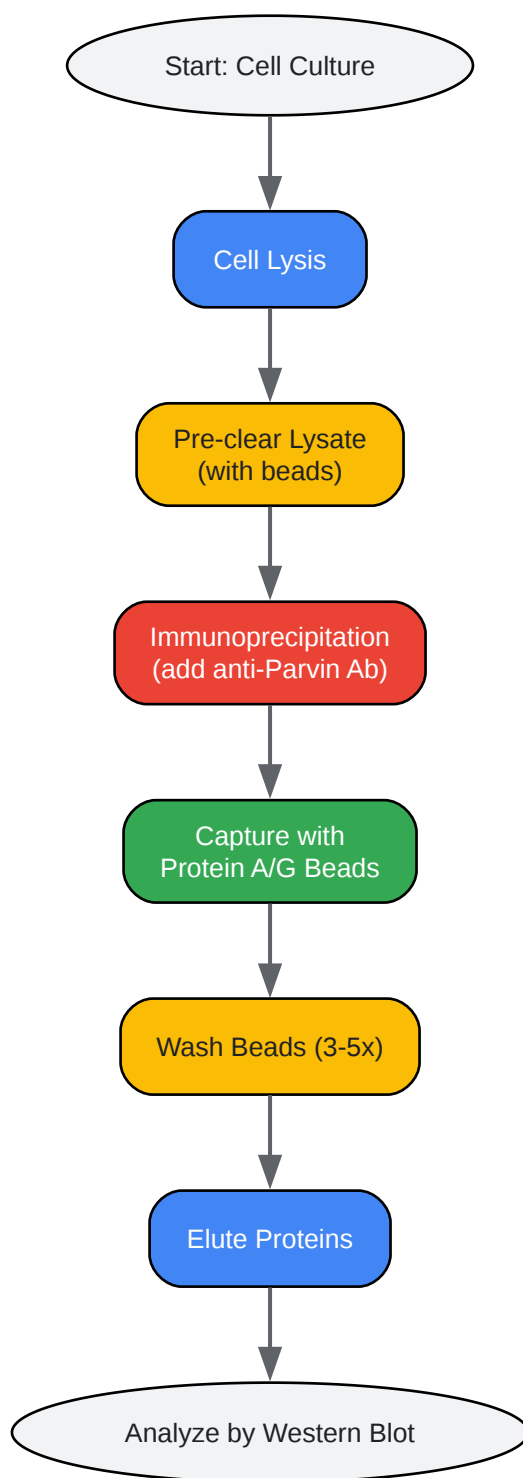 Start: Cell Culture
Cell Lysis
Pre-clear Lysate
(with beads)
Immunoprecipitation
(add anti-Parvin Ab)
Capture with
Protein A/G Beads
Wash Beads (3-5x)
Elute Proteins
Analyze by Western Blot